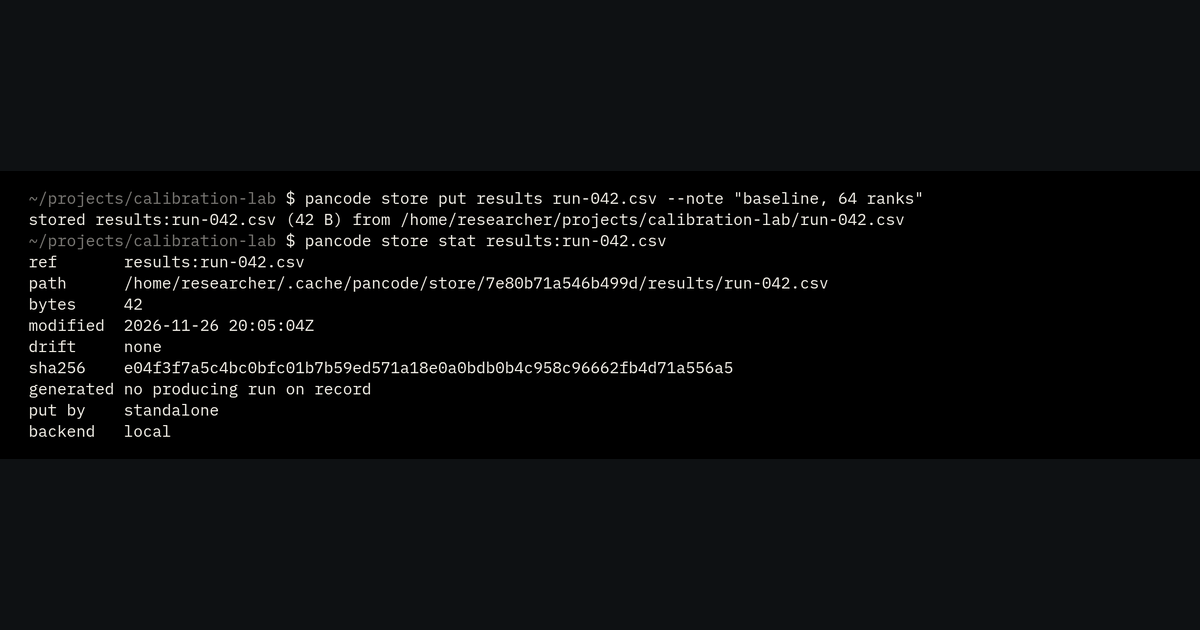 ~/projects/calibration-lab $ pancode store put results run-042.csv --note "baseline, 64 ranks"
stored results:run-042.csv (42 B) from /home/researcher/projects/calibration-lab/run-042.csv
~/projects/calibration-lab $ pancode store stat results:run-042.csv
ref       results:run-042.csv
path      /home/researcher/.cache/pancode/store/7e80b71a546b499d/results/run-042.csv
bytes     42
modified  2026-11-26 20:05:04Z
drift     none
sha256    e04f3f7a5c4bc0bfc01b7b59ed571a18e0a0bdb0b4c958c96662fb4d71a556a5
generated no producing run on record
put by    standalone
backend   local